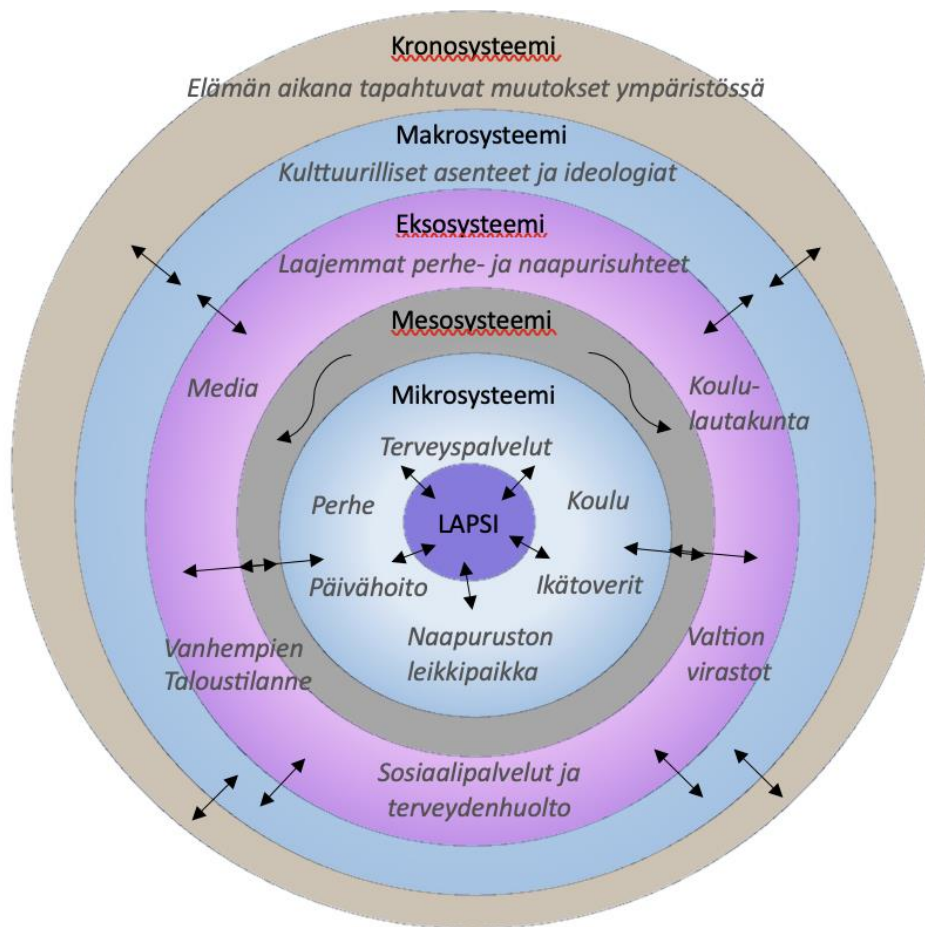 Kronosysteemi
Elämän aikana tapahtuvat muutokset ympäristössä
Makrosysteemi
Kulttuurilliset asenteet ja ideologiat
Eksosysteemi
Laajemmat perhe- ja naapurisuhteet
Mesosysteemi
Media
Koulu-
lautakunta
Mikrosysteemi
Terveyspalvelut
Perhe
Koulu
LAPSI
Päivähoito
Ikätoverit
Naapuruston
leikkipaikka
Vanhempien
Taloustilanne
Valtion
virastot
Sosiaalipalvelut ja
terveydenhuolto